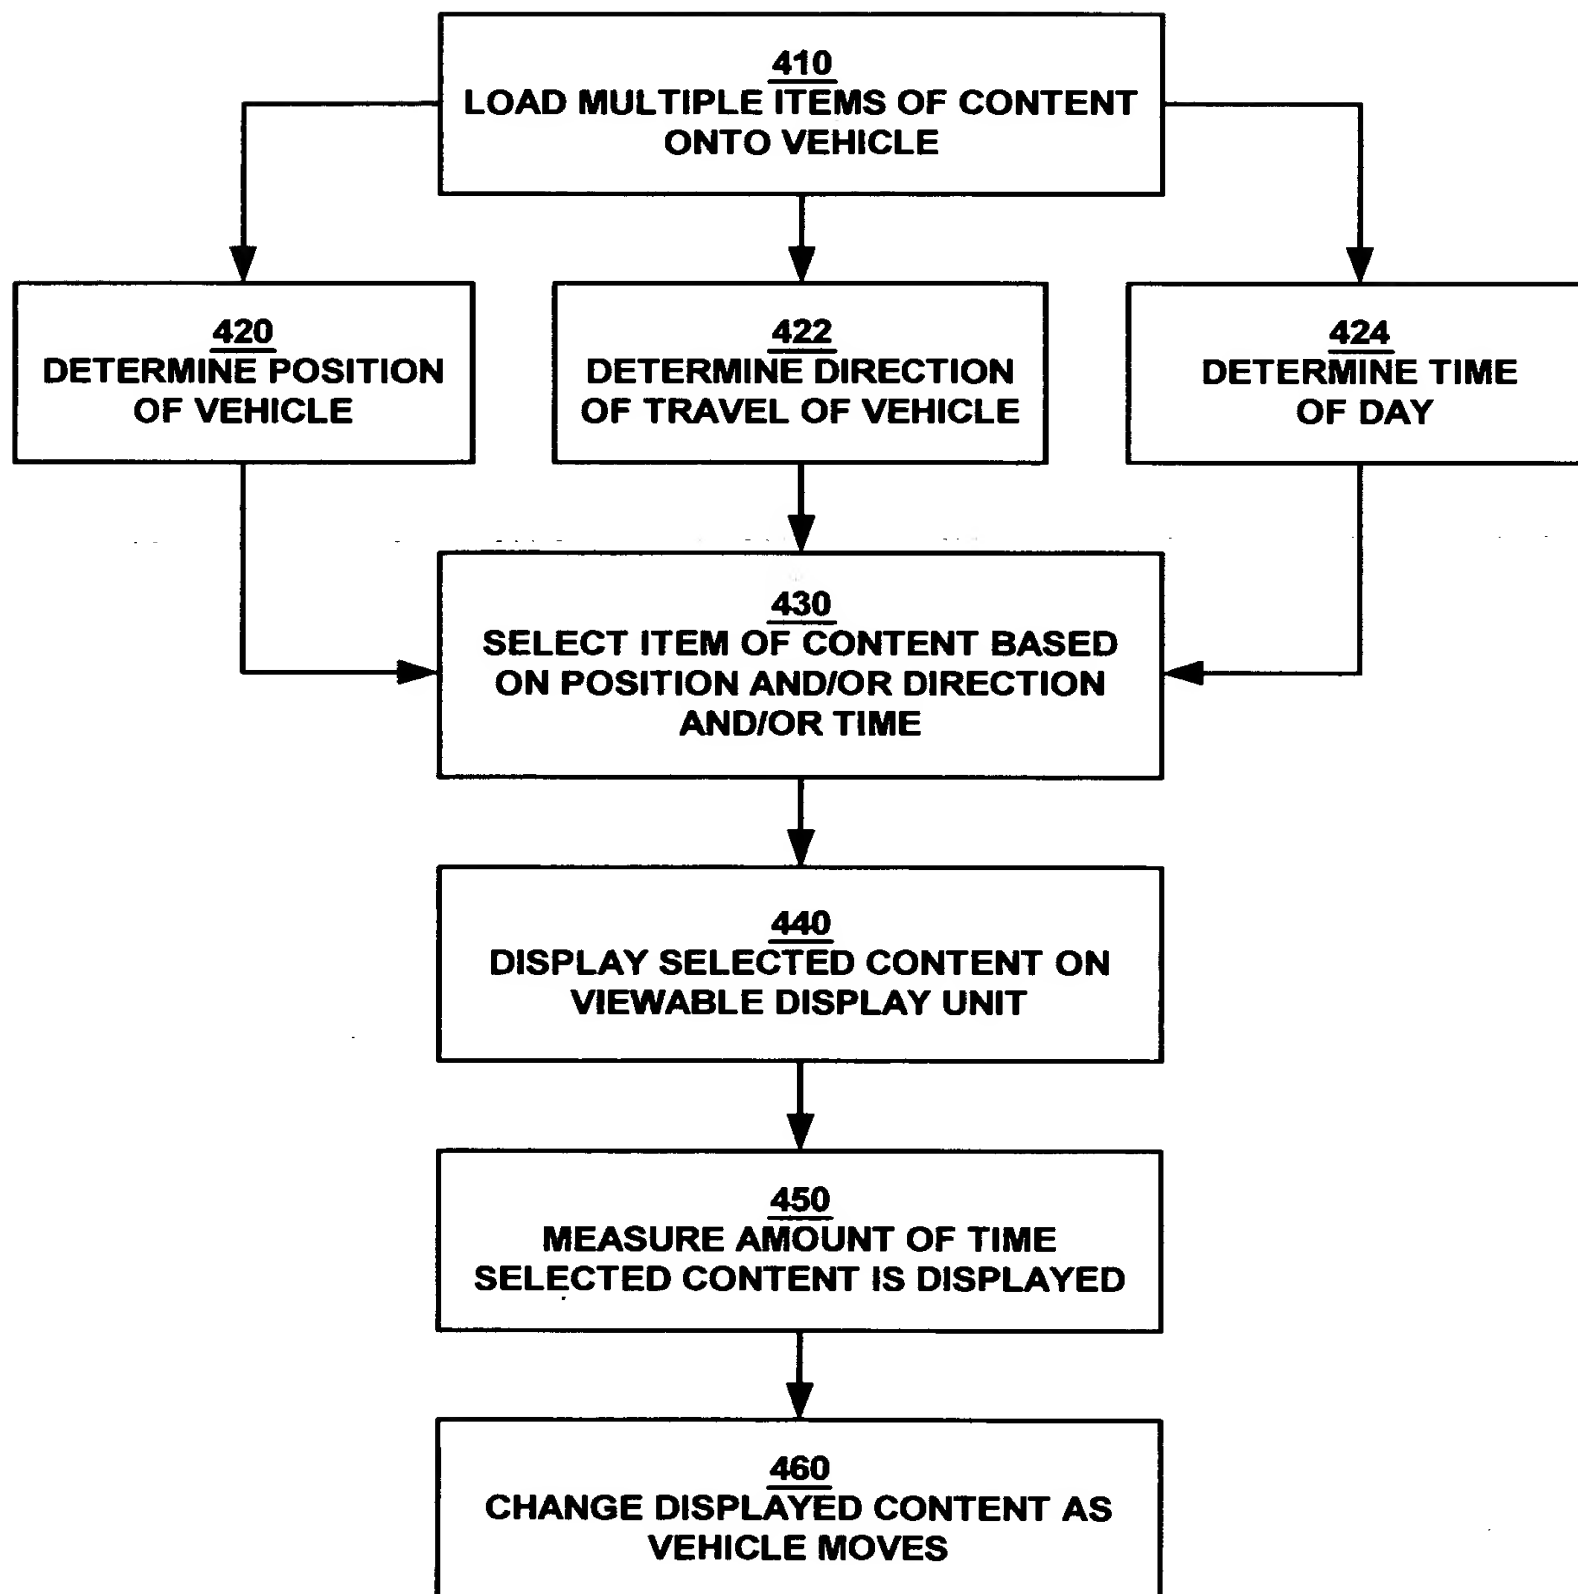 410
LOAD MULTIPLE ITEMS OF CONTENT
ONTO VEHICLE
420
DETERMINE POSITION
OF VEHICLE
422
DETERMINE DIRECTION
OF TRAVEL OF VEHICLE
424
DETERMINE TIME
OF DAY
430
SELECT ITEM OF CONTENT BASED
ON POSITION AND/OR DIRECTION
AND/OR TIME
440
DISPLAY SELECTED CONTENT ON
VIEWABLE DISPLAY UNIT
450
MEASURE AMOUNT OF TIME
SELECTED CONTENT IS DISPLAYED
460
CHANGE DISPLAYED CONTENT AS
VEHICLE MOVES